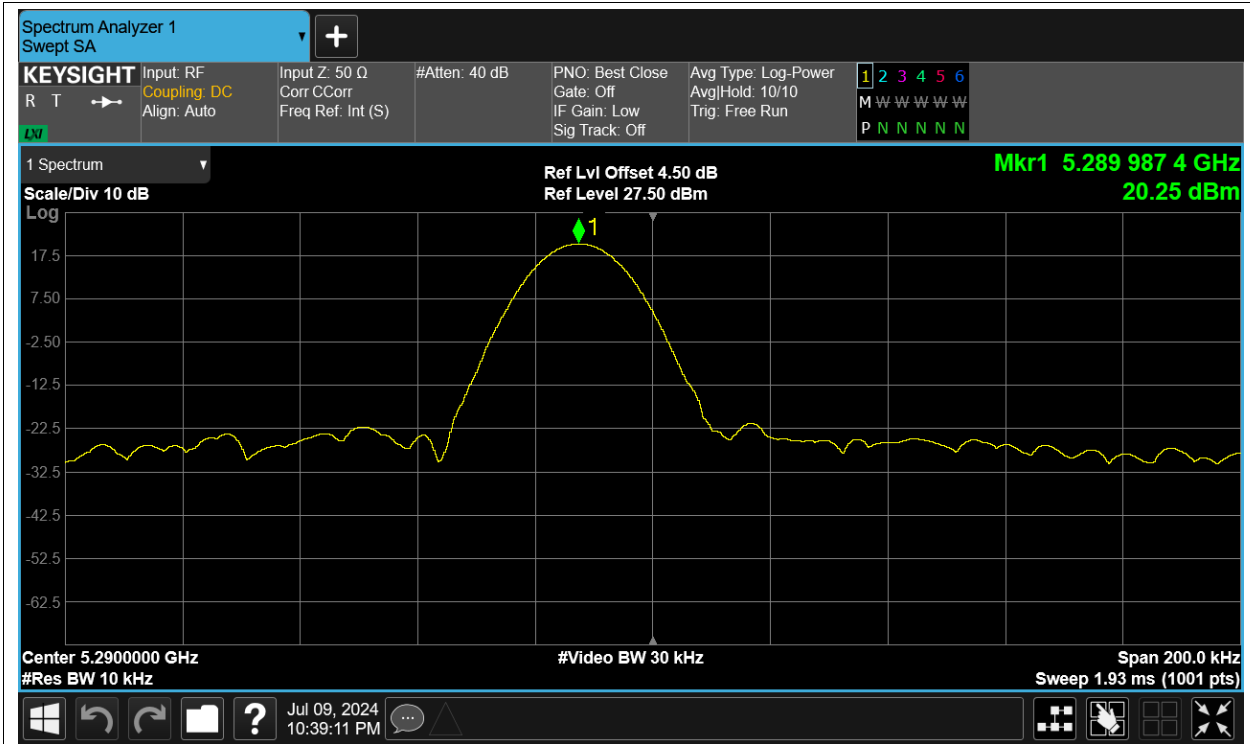 Spectrum Analyzer 1
Swept SA
KEYSIGHT
R T
LXI
Input: RF
Coupling: DC
Align: Auto
Input Z: 50 Ω
Corr CCorr
Freq Ref: Int (S)
#Atten: 40 dB
PNO: Best Close
Gate: Off
IF Gain: Low
Sig Track: Off
Avg Type: Log-Power
Avg|Hold: 10/10
Trig: Free Run
1 2 3 4 5 6
M W W W W W
P N N N N N
1 Spectrum
Scale/Div 10 dB
Log
Ref Lvl Offset 4.50 dB
Ref Level 27.50 dBm
Mkr1 5.289 987 4 GHz
20.25 dBm
1
17.5
7.50
-2.50
-12.5
-22.5
-32.5
-42.5
-52.5
-62.5
Center 5.2900000 GHz
#Res BW 10 kHz
#Video BW 30 kHz
Span 200.0 kHz
Sweep 1.93 ms (1001 pts)
?
Jul 09, 2024
10:39:11 PM